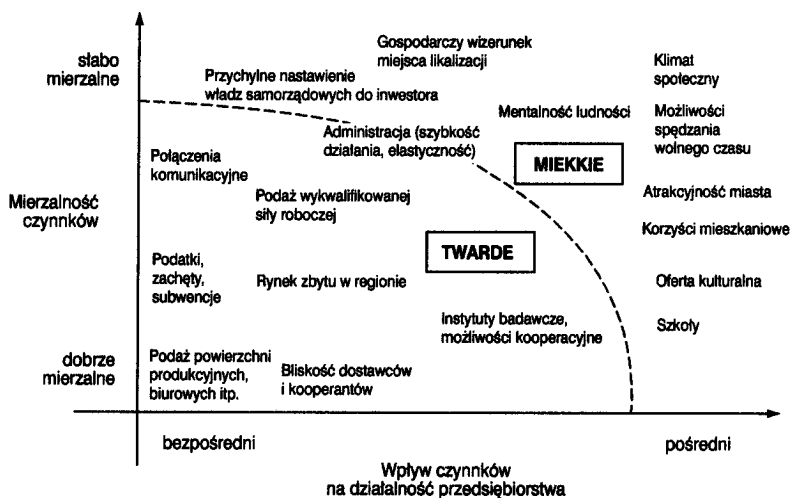 słabo
mierzalne
Gospodarczy wizerunek
miejsca likalizacji
Klimat
społeczny
Przychylne nastawienie
władz samorządowych do inwestora
Mentalność ludności
Możliwości
spędzania
wolnego czasu
Administracja (szybkość
działania, elastyczność)
Połączenia
komunikacyjne
MIEKKIE
Mierzalność
czynnków
Podaż wykwalifikowanej
siły roboczej
Atrakcyjność miasta
Korzyści mieszkaniowe
TWARDE
Podatki,
zachęty,
subwencje
Rynek zbytu w regionie
Oferta kulturalna
Instytuty badawcze,
możliwości kooperacyjne
Szkoły
dobrze
mierzalne
Podaż powierzchni
produkcyjnych,
biurowych itp.
Bliskość dostawców
i kooperantów
bezpośredni
pośredni
Wpływ czynnków
na działalność przedsiębiorstwa